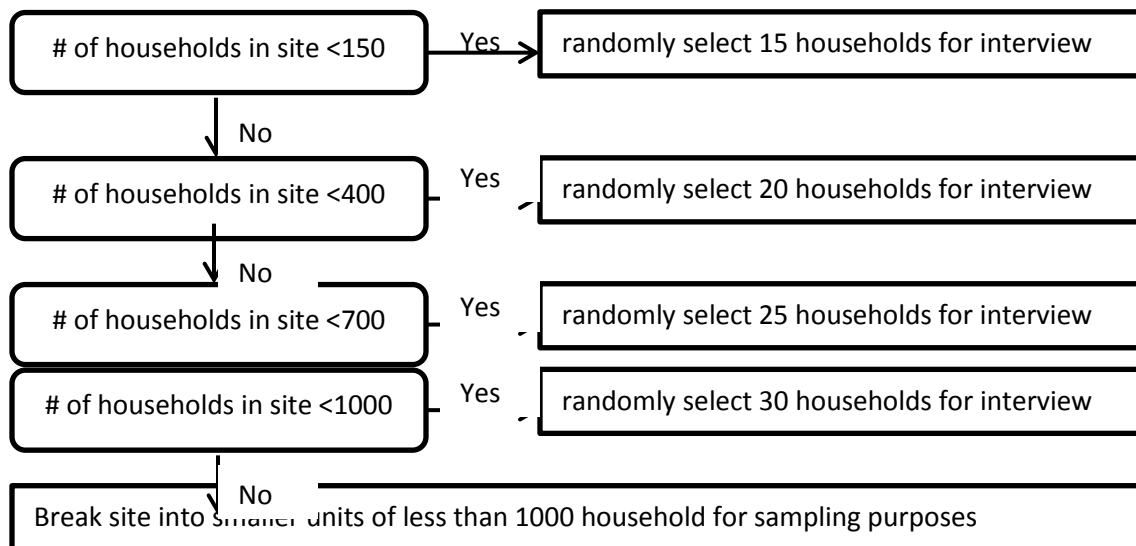 # of households in site <150
Yes
randomly select 15 households for interview
No
# of households in site <400
Yes
randomly select 20 households for interview
No
# of households in site <700
Yes
randomly select 25 households for interview
# of households in site <1000
Yes
randomly select 30 households for interview
No
Break site into smaller units of less than 1000 household for sampling purposes